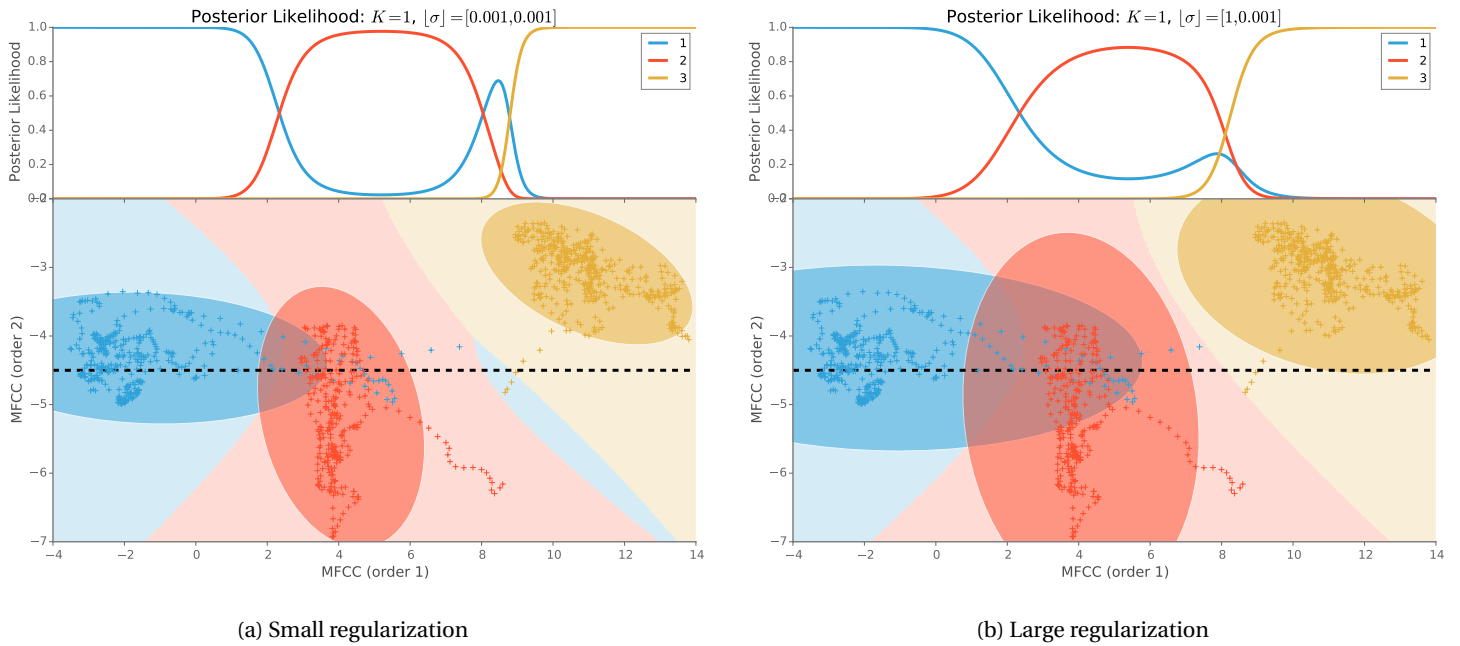 Posterior Likelihood: K=1, ⌊σ⌋=[0.001,0.001]
1.0
0.8
0.6
0.4
0.2
0.0
Posterior Likelihood
1
2
3
−2
−3
−4
−5
−6
−7
MFCC (order 2)
−4 −2 0 2 4 6 8 10 12 14
MFCC (order 1)
(a) Small regularization
Posterior Likelihood: K=1, ⌊σ⌋=[1,0.001]
1.0
0.8
0.6
0.4
0.2
0.0
Posterior Likelihood
1
2
3
−2
−3
−4
−5
−6
−7
MFCC (order 2)
−4 −2 0 2 4 6 8 10 12 14
MFCC (order 1)
(b) Large regularization